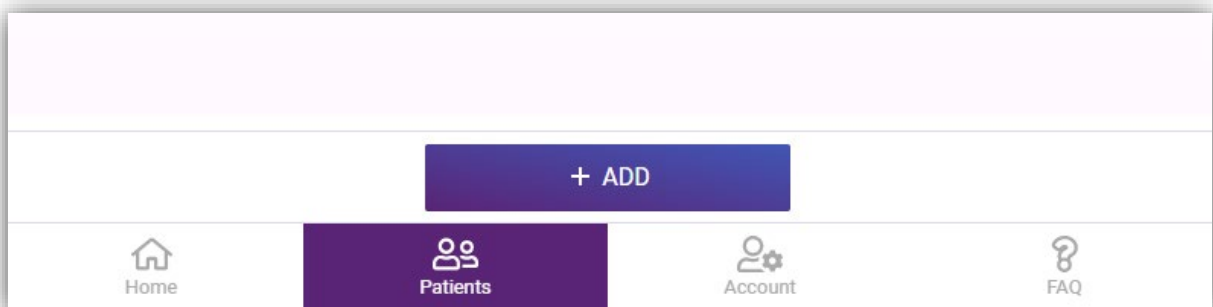 + ADD
Home
Patients
Account
FAQ